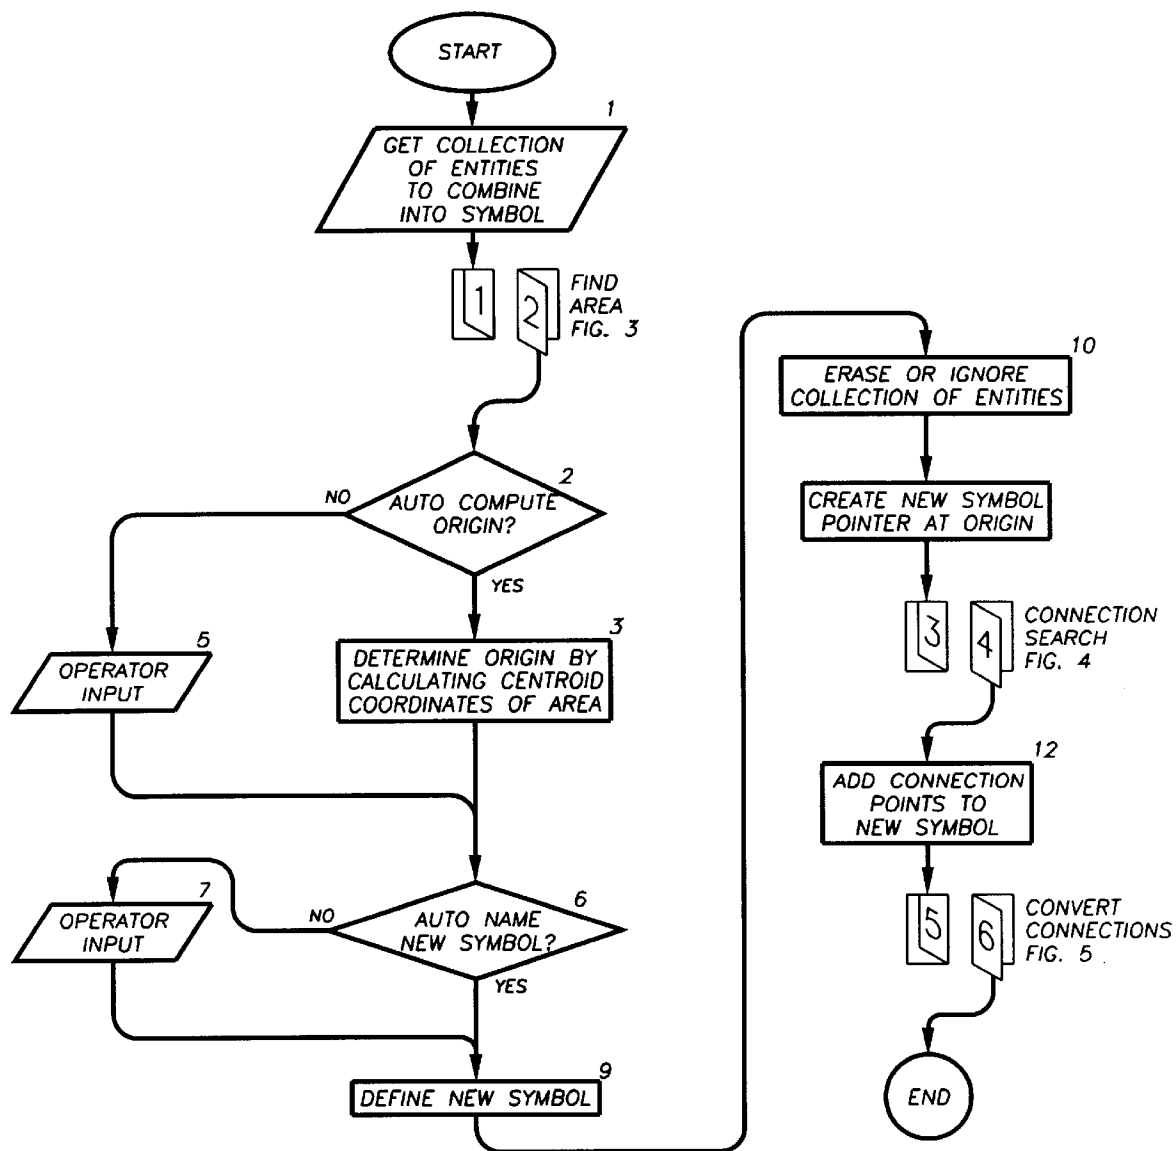 START
1
GET COLLECTION
OF ENTITIES
TO COMBINE
INTO SYMBOL
1
2
FIND
AREA
FIG. 3
2
AUTO COMPUTE
ORIGIN?
NO
YES
5
OPERATOR
INPUT
3
DETERMINE ORIGIN BY
CALCULATING CENTROID
COORDINATES OF AREA
6
AUTO NAME
NEW SYMBOL?
NO
YES
7
OPERATOR
INPUT
9
DEFINE NEW SYMBOL
10
ERASE OR IGNORE
COLLECTION OF ENTITIES
CREATE NEW SYMBOL
POINTER AT ORIGIN
3
4
CONNECTION
SEARCH
FIG. 4
12
ADD CONNECTION
POINTS TO
NEW SYMBOL
5
6
CONVERT
CONNECTIONS
FIG. 5
END